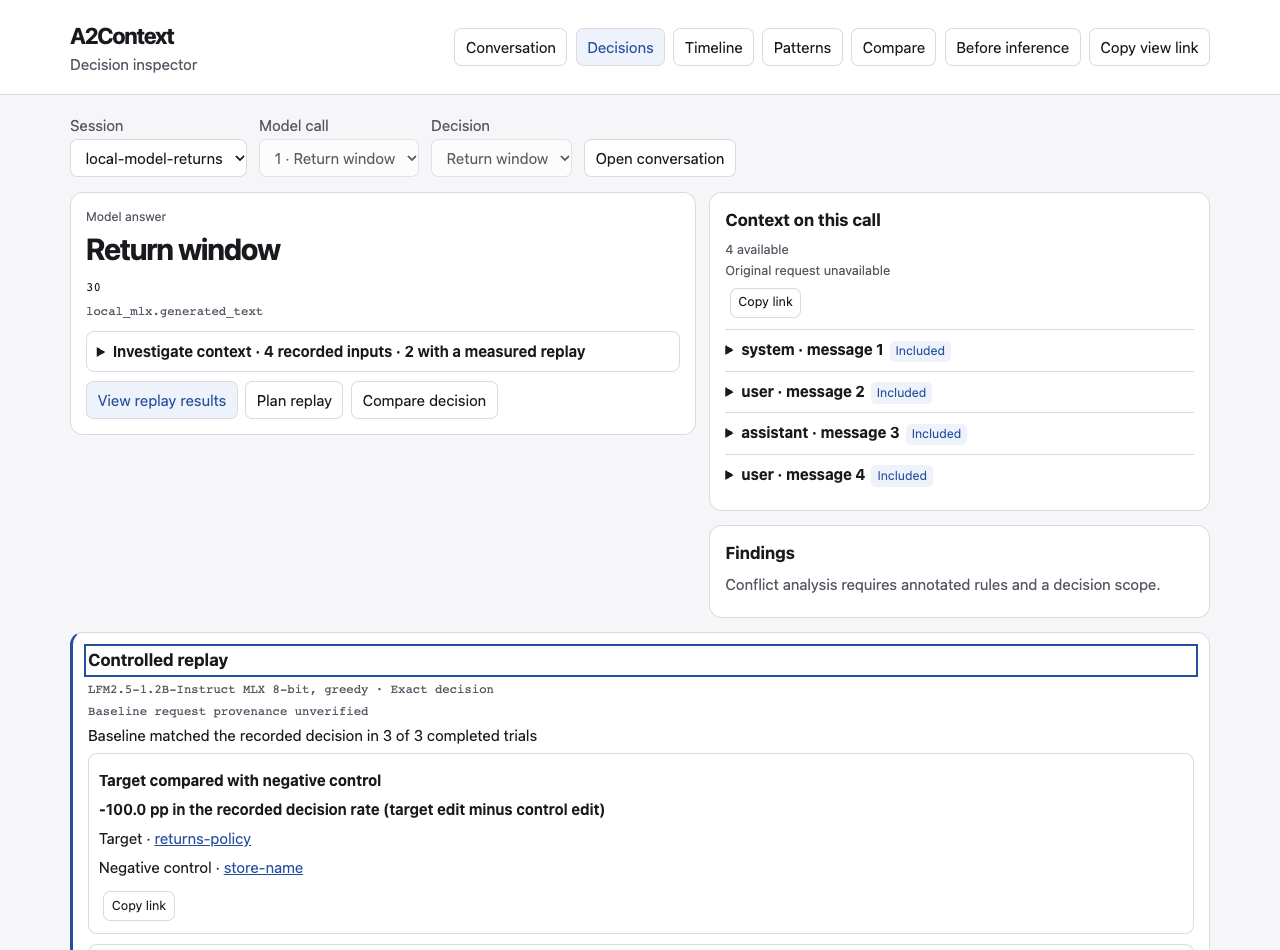 A2Context
Decision inspector
Conversation
Decisions
Timeline
Patterns
Compare
Before inference
Copy view link
Session
Model call
Decision
local-model-returns
1 · Return window
Return window
Open conversation
Model answer
Return window
30
local_mlx.generated_text
Investigate context · 4 recorded inputs · 2 with a measured replay
View replay results
Plan replay
Compare decision
Context on this call
4 available
Original request unavailable
Copy link
system · message 1 Included
user · message 2 Included
assistant · message 3 Included
user · message 4 Included
Findings
Conflict analysis requires annotated rules and a decision scope.
Controlled replay
LFM2.5-1.2B-Instruct MLX 8-bit, greedy · Exact decision
Baseline request provenance unverified
Baseline matched the recorded decision in 3 of 3 completed trials
Target compared with negative control
-100.0 pp in the recorded decision rate (target edit minus control edit)
Target · returns-policy
Negative control · store-name
Copy link